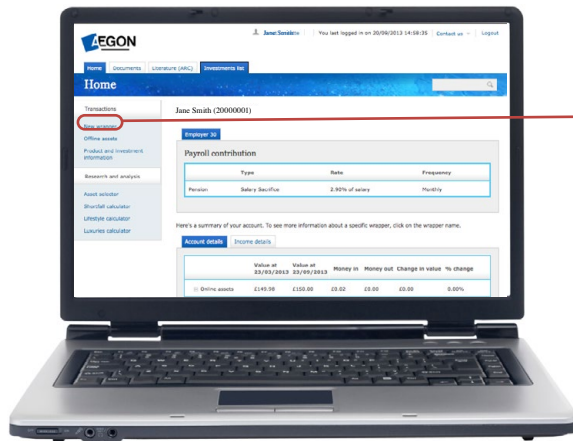 AEGON
You last logged in on 20/09/2013 14:58:35 Contact us Logout
Home Documents Literature (ARC) Investments list
Home
Transactions
Jane Smith (20000001)
New wrapper
Offline assets
Product and investment
information
Employer 30
Payroll contribution
Type Rate Frequency
Pension Salary Sacrifice 2.90% of salary Monthly
Research and analysis
Asset selector
Shortfall calculator
Lifestyle calculator
Luxuries calculator
Here's a summary of your account. To see more information about a specific wrapper, click on the wrapper name.
Account details Income details
Value at
23/03/2013
Value at
23/09/2013
Money in Money out Change in value % change
Online assets £149.98 £150.00 £0.02 £0.00 £0.00 0.00%